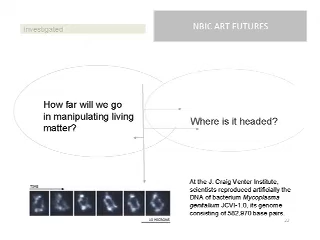 Investigated
NBIC ART FUTURES
How far will we go
in manipulating living
matter?
Where is it headed?
At the J. Craig Venter Institute,
scientists reproduced artificially the
DNA of bacterium Mycoplasma
genitalium JCVI-1.0, its genome
consisting of 582,970 base pairs.
TIME